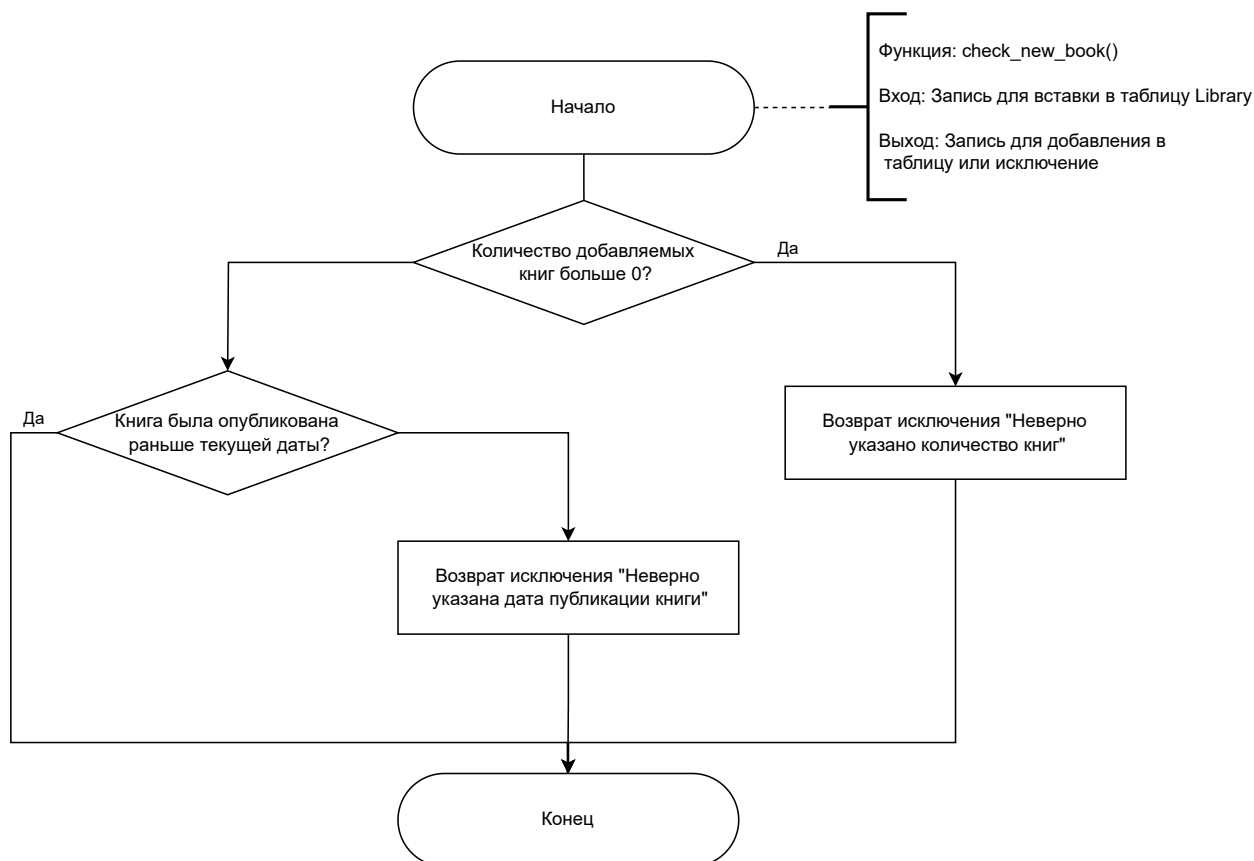 Функция: check_new_book()
Вход: Запись для вставки в таблицу Library
Выход: Запись для добавления в
таблицу или исключение
Начало
Количество добавляемых
книг больше 0?
Да
Да
Книга была опубликована
раньше текущей даты?
Возврат исключения "Неверно
указано количество книг"
Возврат исключения "Неверно
указана дата публикации книги"
Конец